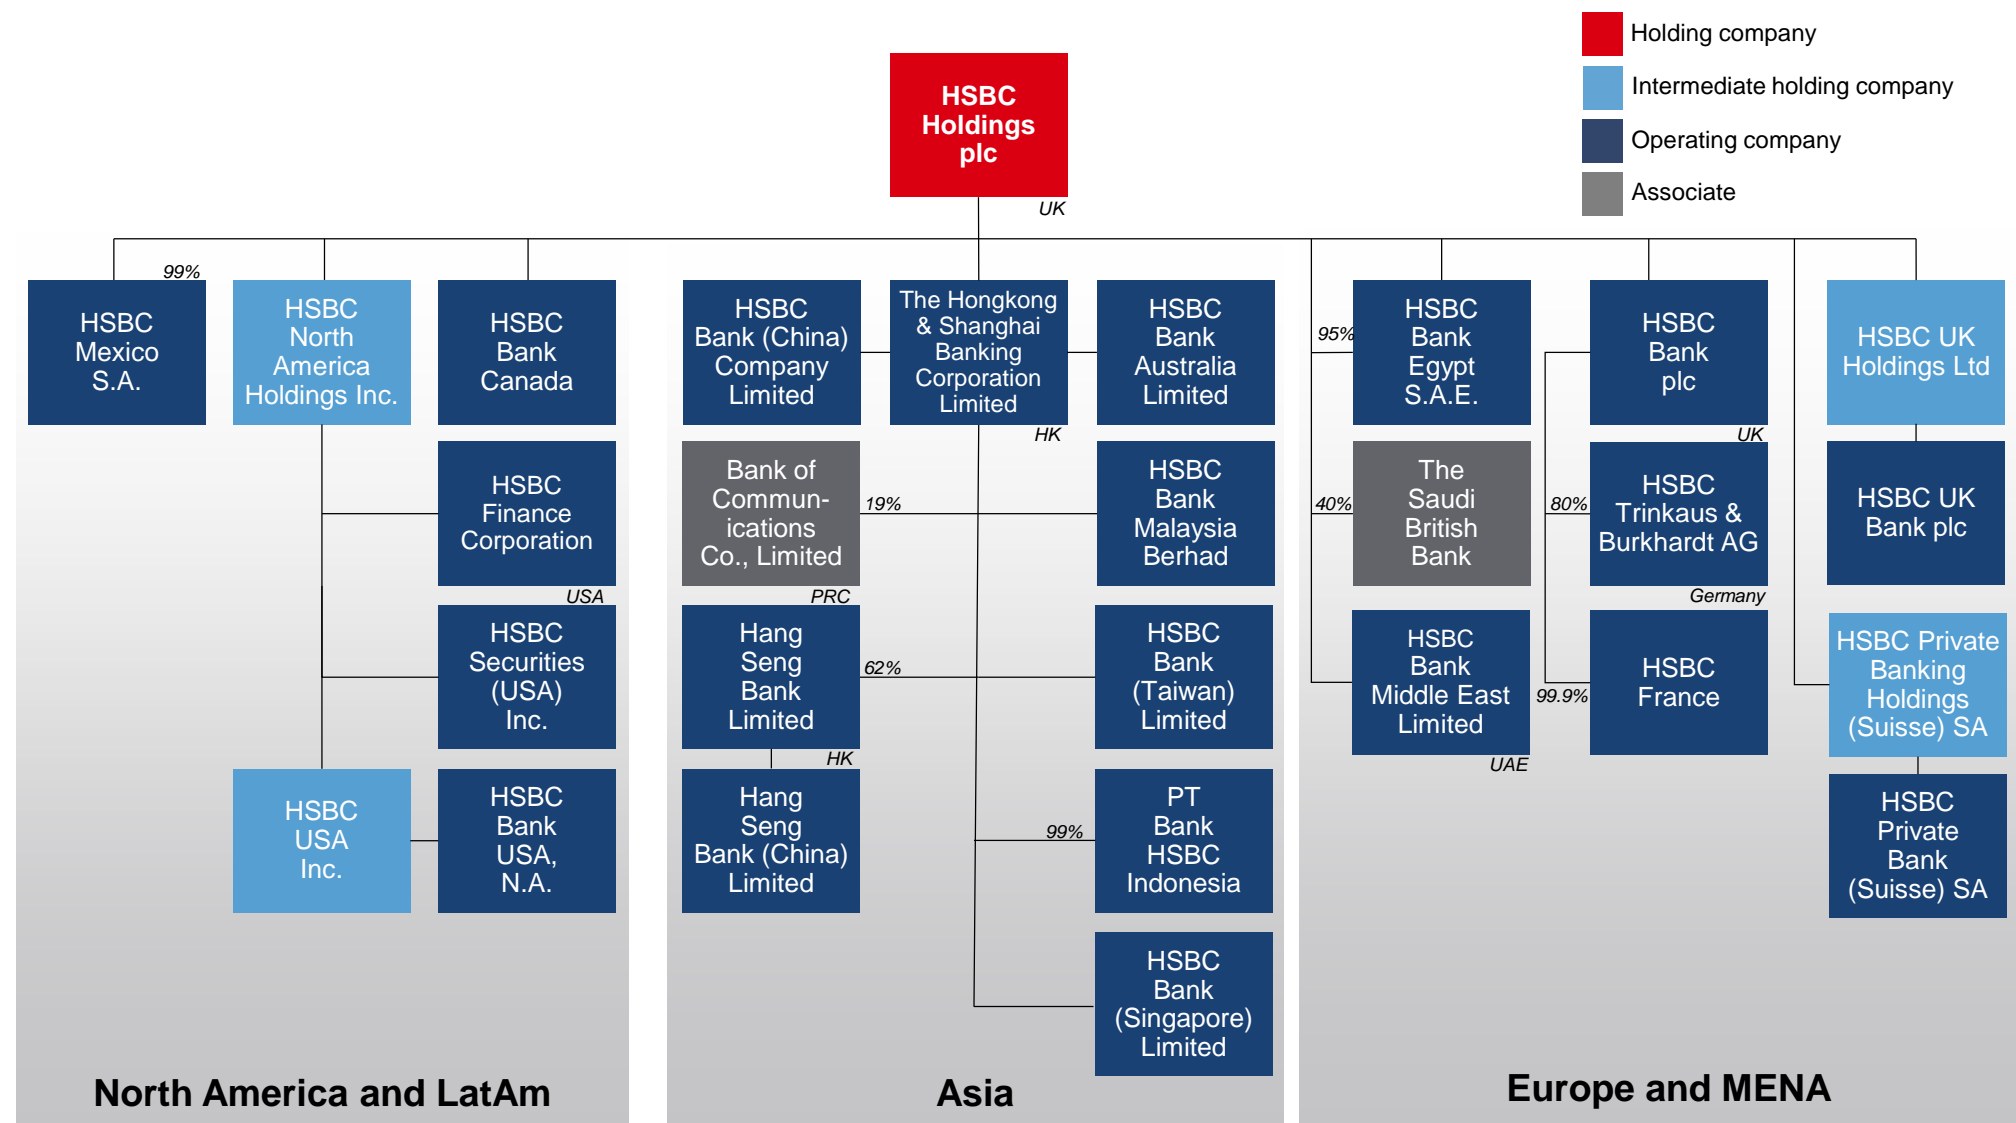 Holding company
Intermediate holding company
Operating company
Associate
HSBC
Holdings
plc
UK
99%
HSBC
Mexico
S.A.
HSBC
North
America
Holdings Inc.
HSBC
Bank
Canada
HSBC
Finance
Corporation
USA
HSBC
Securities
(USA)
Inc.
HSBC
USA
Inc.
HSBC
Bank
USA,
N.A.
North America and LatAm
HSBC
Bank (China)
Company
Limited
The Hongkong
& Shanghai
Banking
Corporation
Limited
HK
HSBC
Bank
Australia
Limited
Bank of
Commun-
ications
Co., Limited
19%
PRC
HSBC
Bank
Malaysia
Berhad
Hang
Seng
Bank
Limited
62%
HK
HSBC
Bank
(Taiwan)
Limited
Hang
Seng
Bank (China)
Limited
99%
PT
Bank
HSBC
Indonesia
HSBC
Bank
(Singapore)
Limited
Asia
95%
HSBC
Bank
Egypt
S.A.E.
HSBC
Bank
plc
UK
HSBC UK
Holdings Ltd
40%
The
Saudi
British
Bank
80%
HSBC
Trinkaus &
Burkhardt AG
Germany
HSBC UK
Bank plc
HSBC
Bank
Middle East
Limited
UAE
99.9%
HSBC
France
HSBC Private
Banking
Holdings
(Suisse) SA
HSBC
Private
Bank
(Suisse) SA
Europe and MENA